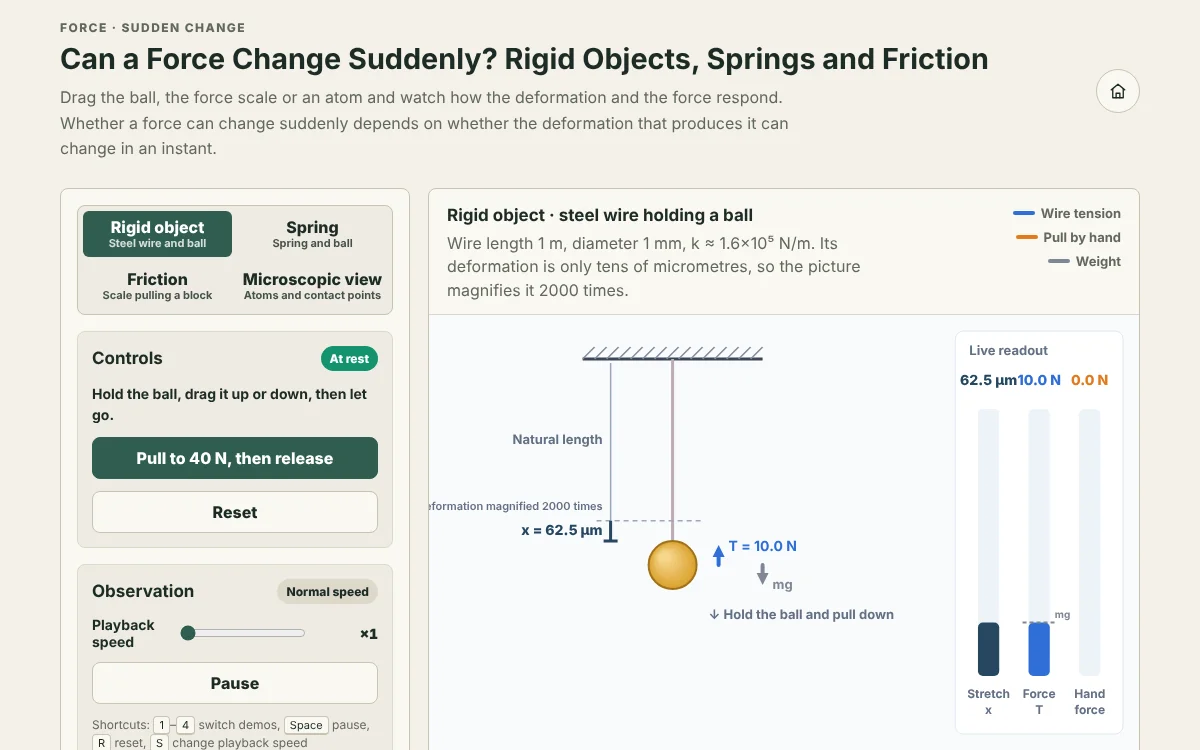 FORCE · SUDDEN CHANGE
Can a Force Change Suddenly? Rigid Objects, Springs and Friction
Drag the ball, the force scale or an atom and watch how the deformation and the force respond.
Whether a force can change suddenly depends on whether the deformation that produces it can
change in an instant.
Rigid object
Steel wire and ball
Spring
Spring and ball
Friction
Scale pulling a block
Microscopic view
Atoms and contact points
Controls
At rest
Hold the ball, drag it up or down, then let
go.
Pull to 40 N, then release
Reset
Observation
Normal speed
Playback
speed
×1
Pause
Shortcuts: 1–4 switch demos, Space pause,
R reset, S change playback speed
Rigid object · steel wire holding a ball
Wire length 1 m, diameter 1 mm, k ≈ 1.6×10⁵ N/m. Its
deformation is only tens of micrometres, so the picture
magnifies it 2000 times.
Wire tension
Pull by hand
Weight
Natural length
eformation magnified 2000 times
x = 62.5 µm
T = 10.0 N
mg
↓ Hold the ball and pull down
Live readout
62.5 µm 10.0 N 0.0 N
mg
Stretch
x
Force
T
Hand
force